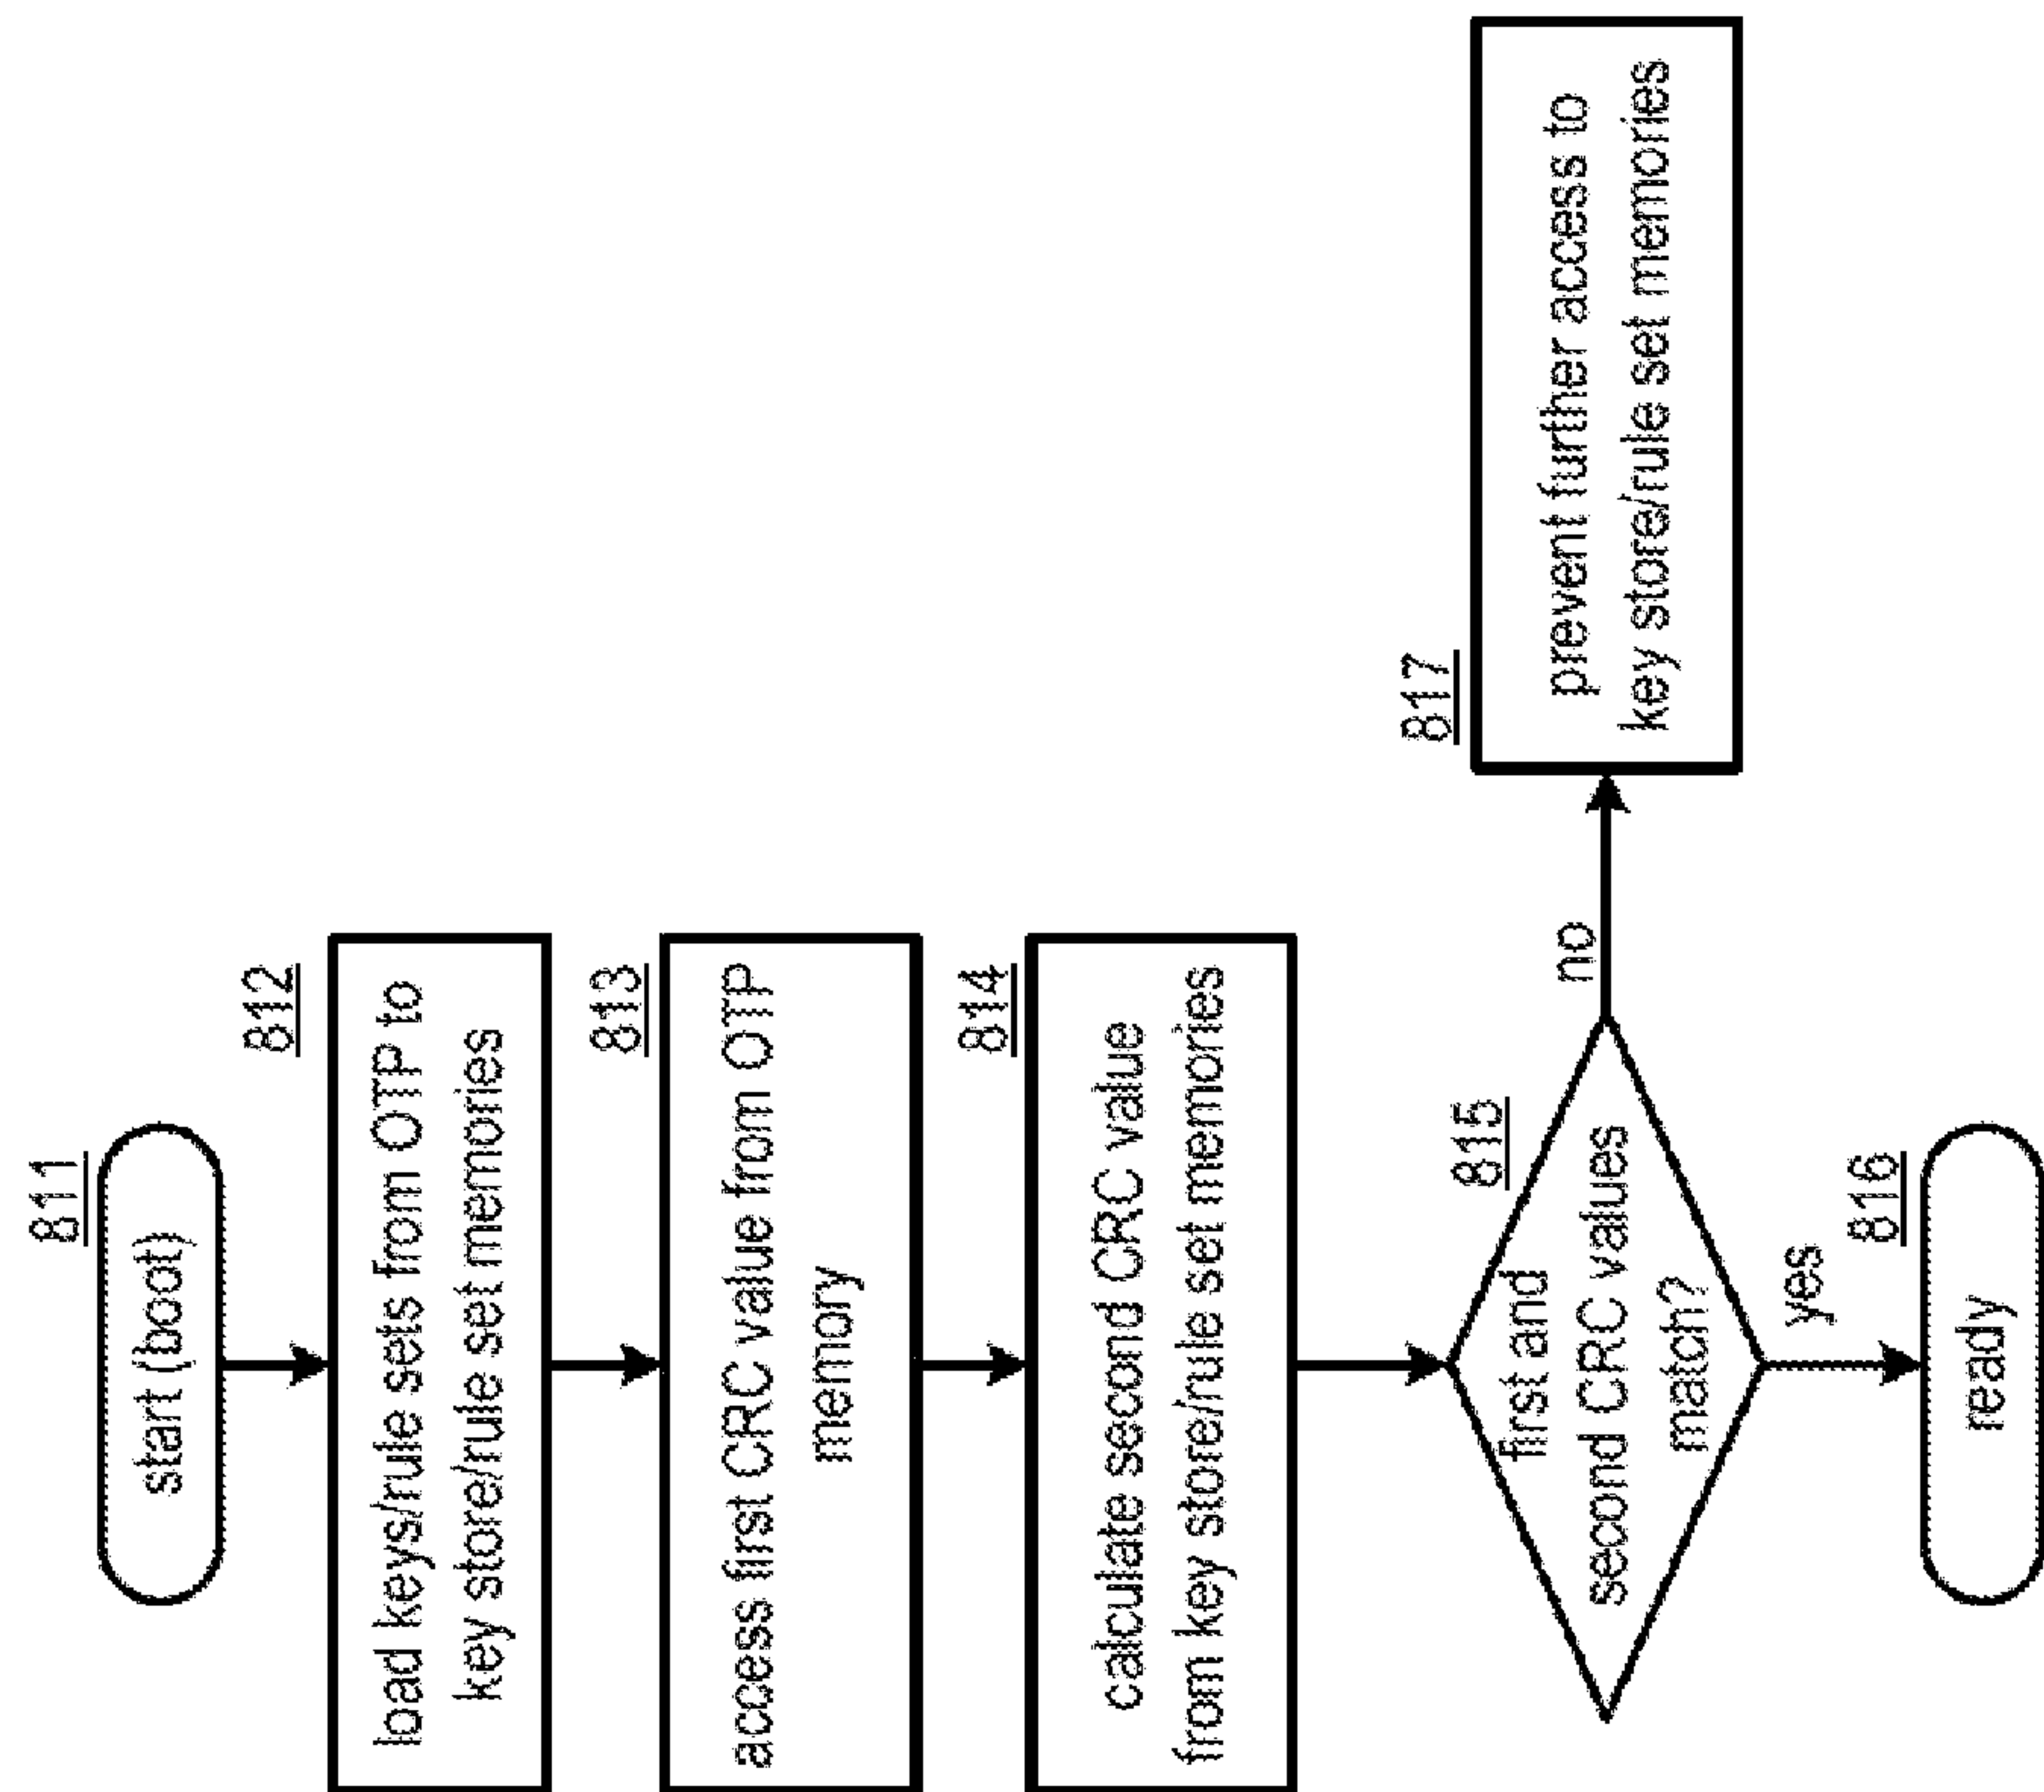 811
start (boot)
812
load keys/rule sets from OTP to
key store/rule set memories
813
access first CRC value from OTP
memory
814
calculate second CRC value
from key store/rule set memories
815
first and
second CRC values
match?
no
817
prevent further access to
key store/rule set memories
yes
816
ready